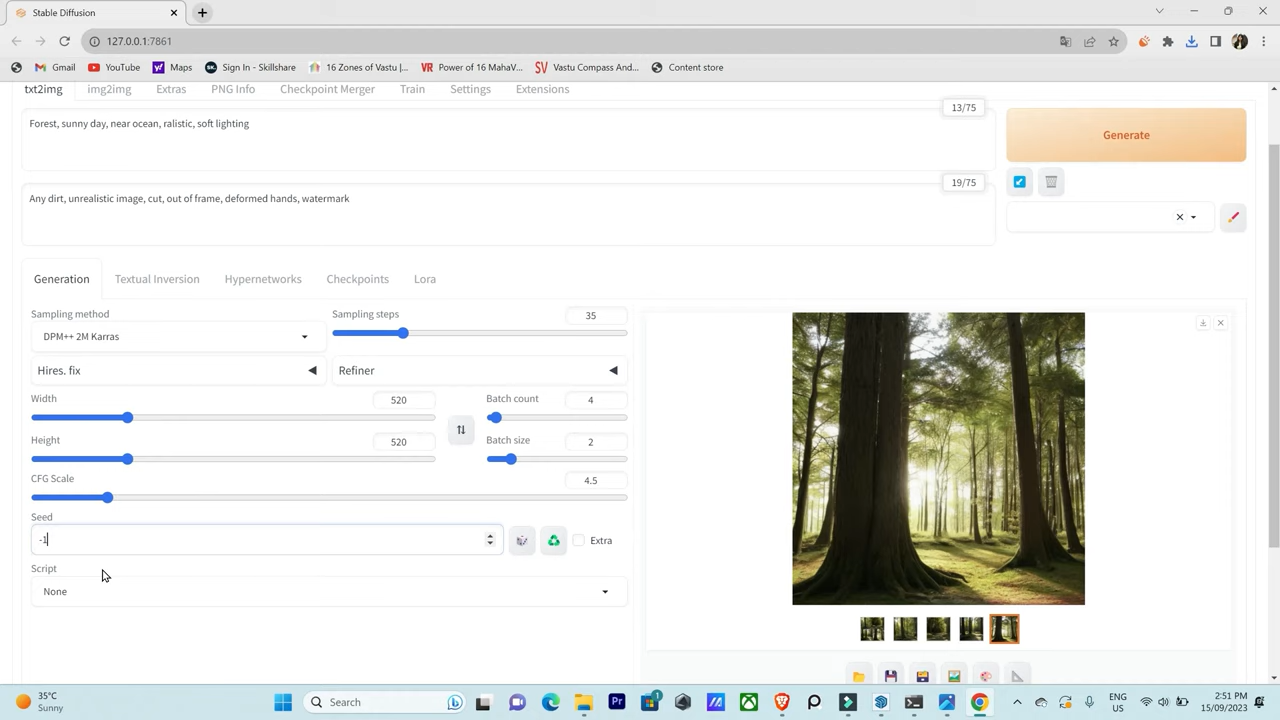 Stable Diffusion
127.0.0.1:7861
Gmail
YouTube
Maps
Sign In - Skillshare
16 Zones of Vastu |...
Power of 16 MahaV...
Vastu Compass And...
Content store
txt2img
img2img
Extras
PNG Info
Checkpoint Merger
Train
Settings
Extensions
13/75
Forest, sunny day, near ocean, ralistic, soft lighting
Generate
19/75
Any dirt, unrealistic image, cut, out of frame, deformed hands, watermark
Generation
Textual Inversion
Hypernetworks
Checkpoints
Lora
Sampling method
Sampling steps
35
DPM++ 2M Karras
Hires. fix
Refiner
Width
520
Batch count
4
Height
520
Batch size
2
CFG Scale
4.5
Seed
-1
Extra
Script
None
35°C
Sunny
Search
Pr
1
ENG
US
2:51 PM
15/09/2023